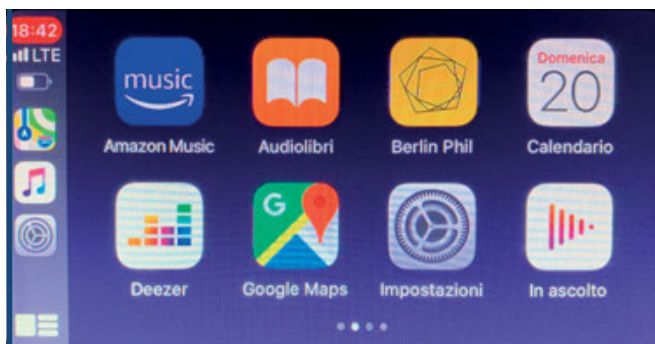 18:42
LTE
music
Domenica
20
Amazon Music
Audiolibri
Berlin Phil
Calendario
G
Deezer
Google Maps
Impostazioni
In ascolto